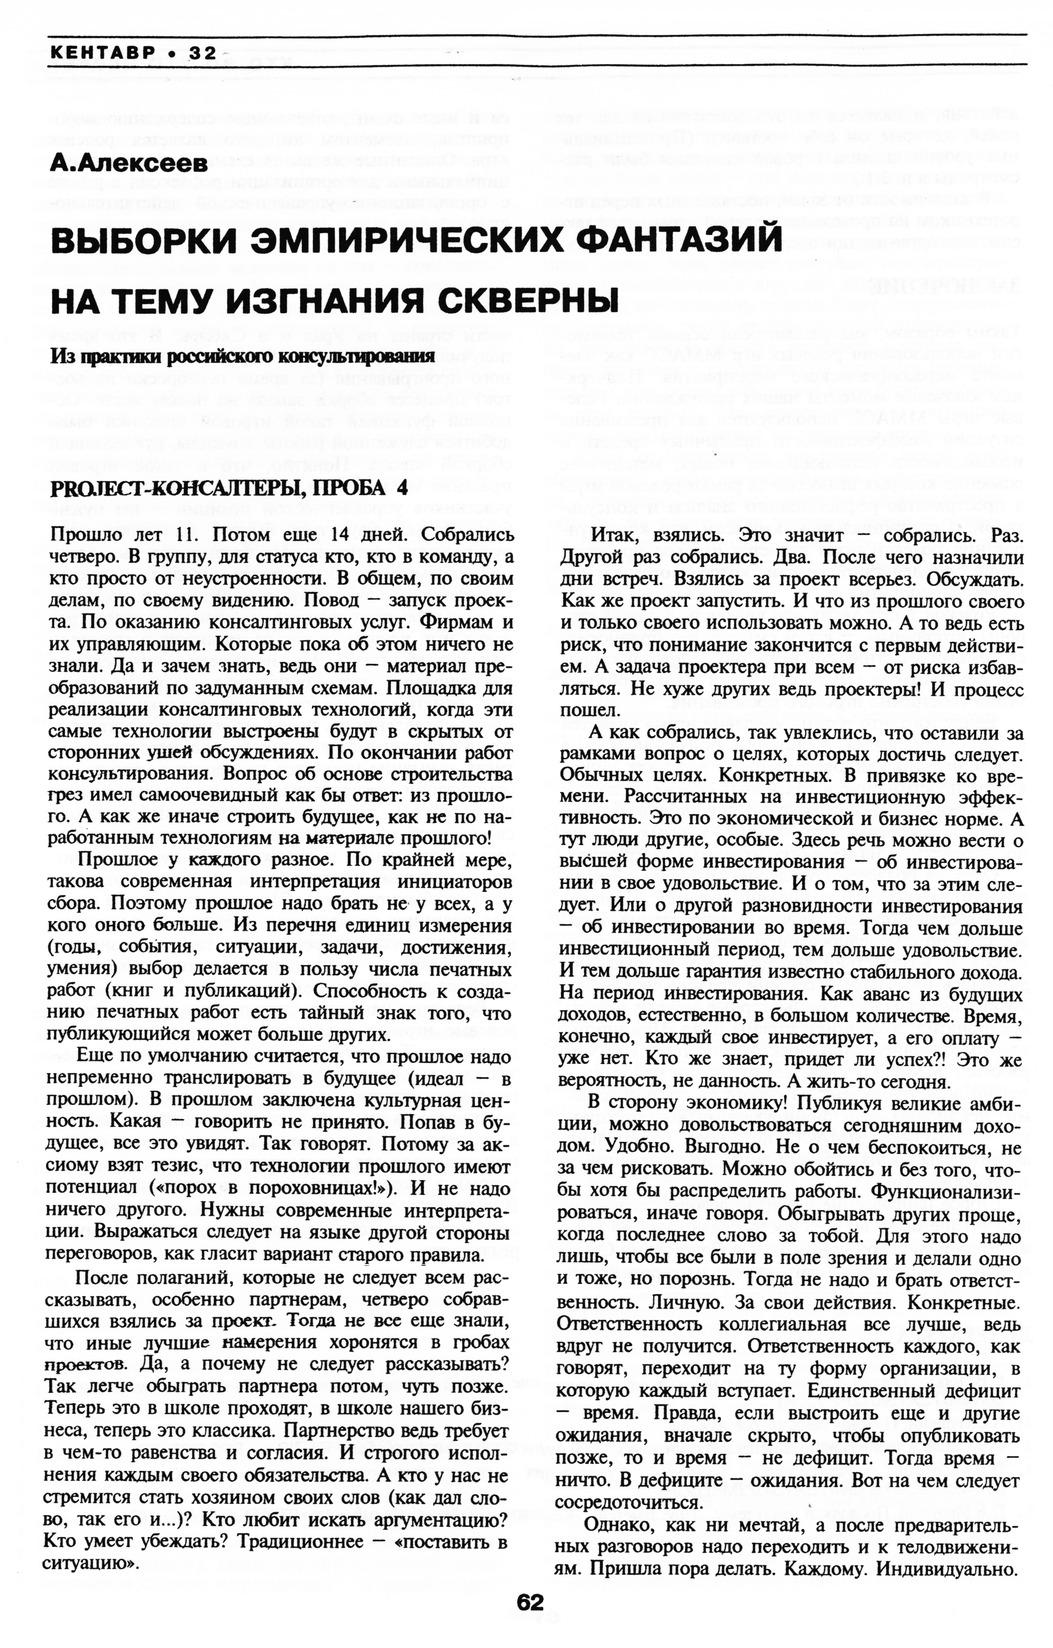 КЕНТАВР • 32
А.Алексеев
ВЫБОРКИ ЭМПИРИЧЕСКИХ ФАНТАЗИЙ
НА ТЕМУ ИЗГНАНИЯ СКВЕРНЫ
Из практики российского консультирования
PROJECT-КОНСАЛТЕРЫ, ПРОБА 4
Прошло лет 11. Потом еще 14 дней. Собрались
четверо. В группу, для статуса кто, кто в команду, а
кто просто от неустроенности. В общем, по своим
делам, по своему видению. Повод — запуск проек-
та. По оказанию консалтинговых услуг. Фирмам и
их управляющим. Которые пока об этом ничего не
знали. Да и зачем знать, ведь они — материал пре-
образований по задуманным схемам. Площадка для
реализации консалтинговых технологий, когда эти
самые технологии выстроены будут в скрытых от
сторонних ушей обсуждениях. По окончании работ
консультирования. Вопрос об основе строительства
грез имел самоочевидный как бы ответ: из прошло-
го. А как же иначе строить будущее, как не по на-
работанным технологиям на материале прошлого!
Прошлое у каждого разное. По крайней мере,
такова современная интерпретация инициаторов
сбора. Поэтому прошлое надо брать не у всех, а у
кого оного больше. Из перечня единиц измерения
(годы, события, ситуации, задачи, достижения,
умения) выбор делается в пользу числа печатных
работ (книг и публикаций). Способность к созда-
нию печатных работ есть тайный знак того, что
публикующийся может больше других.
Еще по умолчанию считается, что прошлое надо
непременно транслировать в будущее (идеал — в
прошлом). В прошлом заключена культурная цен-
ность. Какая — говорить не принято. Попав в бу-
дущее, все это увидят. Так говорят. Потому за ак-
сиому взят тезис, что технологии прошлого имеют
потенциал («порох в пороховницах!»). И не надо
ничего другого. Нужны современные интерпрета-
ции. Выражаться следует на языке другой стороны
переговоров, как гласит вариант старого правила.
После полаганий, которые не следует всем рас-
сказывать, особенно партнерам, четверо собрав-
шихся взялись за проект. Тогда не все еще знали,
что иные лучшие намерения хоронятся в гробах
проектов. Да, а почему не следует рассказывать?
Так легче обыграть партнера потом, чуть позже.
Теперь это в школе проходят, в школе нашего биз-
неса, теперь это классика. Партнерство ведь требует
в чем-то равенства и согласия. И строгого испол-
нения каждым своего обязательства. А кто у нас не
стремится стать хозяином своих слов (как дал сло-
во, так его и...)? Кто любит искать аргументацию?
Кто умеет убеждать? Традиционнее — «поставить в
ситуацию».
Итак, взялись. Это значит — собрались. Раз.
Другой раз собрались. Два. После чего назначили
дни встреч. Взялись за проект всерьез. Обсуждать.
Как же проект запустить. И что из прошлого своего
и только своего использовать можно. А то ведь есть
риск, что понимание закончится с первым действи-
ем. А задача проектера при всем — от риска избав-
ляться. Не хуже других ведь проектеры! И процесс
пошел.
А как собрались, так увлеклись, что оставили за
рамками вопрос о целях, которых достичь следует.
Обычных целях. Конкретных. В привязке ко вре-
мени. Рассчитанных на инвестиционную эффек-
тивность. Это по экономической и бизнес норме. А
тут люди другие, особые. Здесь речь можно вести о
высшей форме инвестирования — об инвестирова-
нии в свое удовольствие. И о том, что за этим сле-
дует. Или о другой разновидности инвестирования
— об инвестировании во время. Тогда чем дольше
инвестиционный период, тем дольше удовольствие.
И тем дольше гарантия известно стабильного дохода.
На период инвестирования. Как аванс из будущих
доходов, естественно, в большом количестве. Время,
конечно, каждый свое инвестирует, а его оплату —
уже нет. Кто же знает, придет ли успех?! Это же
вероятность, не данность. А жить-то сегодня.
В сторону экономику! Публикуя великие амби-
ции, можно довольствоваться сегодняшним дохо-
дом. Удобно. Выгодно. Не о чем беспокоиться, не
за чем рисковать. Можно обойтись и без того, что-
бы хотя бы распределить работы. Функционализи-
роваться, иначе говоря. Обыгрывать других проще,
когда последнее слово за тобой. Для этого надо
лишь, чтобы все были в поле зрения и делали одно
и тоже, но порознь. Тогда не надо и брать ответст-
венность. Личную. За свои действия. Конкретные.
Ответственность коллегиальная все лучше, ведь
вдруг не получится. Ответственность каждого, как
говорят, переходит на ту форму организации, в
которую каждый вступает. Единственный дефицит
— время. Правда, если выстроить еще и другие
ожидания, вначале скрыто, чтобы опубликовать
позже, то и время — не дефицит. Тогда время —
ничто. В дефиците — ожидания. Вот на чем следует
сосредоточиться.
Однако, как ни мечтай, а после предваритель-
ных разговоров надо переходить и к телодвижени-
ям. Пришла пора делать. Каждому. Индивидуально.
62